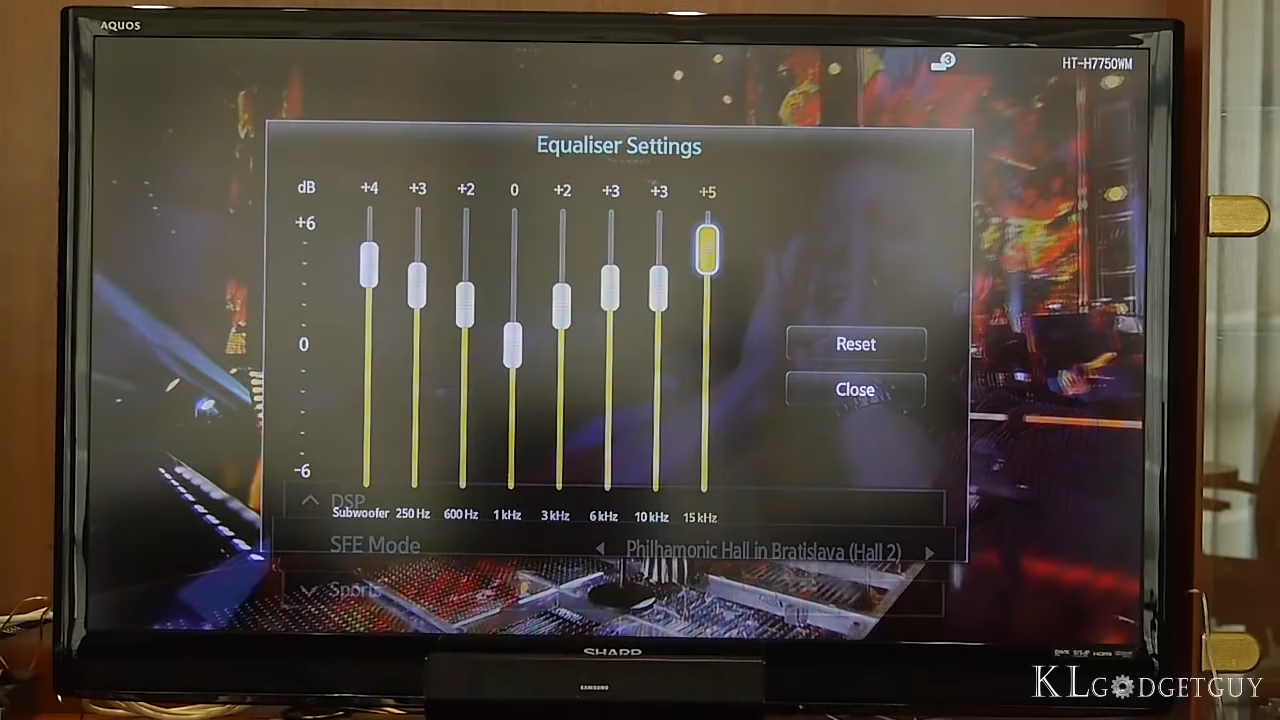 AQUOS
3
HT-H7750WM
Equaliser Settings
dB +4 +3 +2 0 +2 +3 +3 +5
+6
0
-6
Reset
Close
DSP
Subwoofer 250 Hz 600 Hz 1 kHz 3 kHz 6 kHz 10 kHz 15 kHz
SFE Mode Philhamonic Hall in Bratislava (Hall 2)
Sports
SHARP
SAMSUNG
KLGADGETGUY